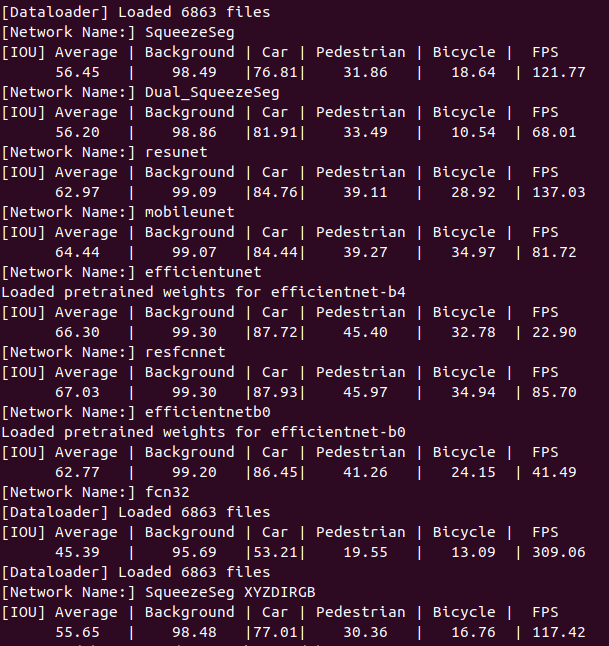 [Dataloader] Loaded 6863 files
[Network Name:] SqueezeSeg
[IOU] Average | Background | Car | Pedestrian | Bicycle | FPS
56.45 | 98.49 |76.81| 31.86 | 18.64 | 121.77
[Network Name:] Dual_SqueezeSeg
[IOU] Average | Background | Car | Pedestrian | Bicycle | FPS
56.20 | 98.86 |81.91| 33.49 | 10.54 | 68.01
[Network Name:] resunet
[IOU] Average | Background | Car | Pedestrian | Bicycle | FPS
62.97 | 99.09 |84.76| 39.11 | 28.92 | 137.03
[Network Name:] mobileunet
[IOU] Average | Background | Car | Pedestrian | Bicycle | FPS
64.44 | 99.07 |84.44| 39.27 | 34.97 | 81.72
[Network Name:] efficientunet
Loaded pretrained weights for efficientnet-b4
[IOU] Average | Background | Car | Pedestrian | Bicycle | FPS
66.30 | 99.30 |87.72| 45.40 | 32.78 | 22.90
[Network Name:] resfcnnet
[IOU] Average | Background | Car | Pedestrian | Bicycle | FPS
67.03 | 99.30 |87.93| 45.97 | 34.94 | 85.70
[Network Name:] efficientnetb0
Loaded pretrained weights for efficientnet-b0
[IOU] Average | Background | Car | Pedestrian | Bicycle | FPS
62.77 | 99.20 |86.45| 41.26 | 24.15 | 41.49
[Network Name:] fcn32
[Dataloader] Loaded 6863 files
[IOU] Average | Background | Car | Pedestrian | Bicycle | FPS
45.39 | 95.69 |53.21| 19.55 | 13.09 | 309.06
[Dataloader] Loaded 6863 files
[Network Name:] SqueezeSeg XYZDIRGB
[IOU] Average | Background | Car | Pedestrian | Bicycle | FPS
55.65 | 98.48 |77.01| 30.36 | 16.76 | 117.42